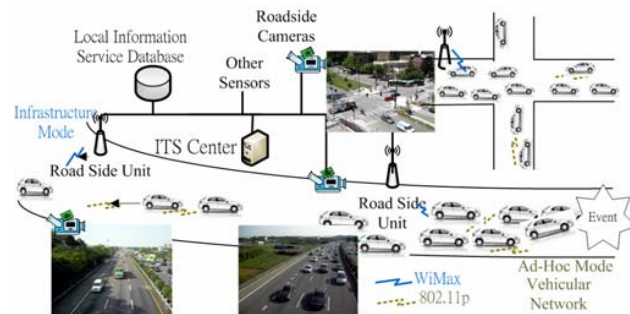 Roadside
Cameras
Local Information
Service Database
Other
Sensors
Infrastructure
Mode
ITS Center
Road Side Unit
Road Side
Unit
Event
WiMax
802.11p
Ad-Hoc Mode
Vehicular
Network